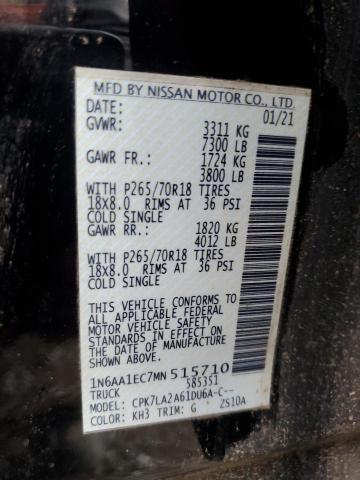 MFD BY NISSAN MOTOR CO., LTD.
DATE: 01/21
GVWR: 3311 KG
7300 LB
GAWR FR.: 1724 KG
3800 LB
WITH P265/70R18 TIRES
18X8.0 RIMS AT 36 PSI
COLD SINGLE
GAWR RR.: 1820 KG
4012 LB
WITH P265/70R18 TIRES
18X8.0 RIMS AT 36 PSI
COLD SINGLE
THIS VEHICLE CONFORMS TO
ALL APPLICABLE FEDERAL
MOTOR VEHICLE SAFETY
STANDARDS IN EFFECT ON
THE DATE OF MANUFACTURE
SHOWN ABOVE.
1N6AA1EC7MN 515710
TRUCK 585351
MODEL: CPK7LA2A61DU6A-C--
COLOR: KH3 TRIM: G ZS10A